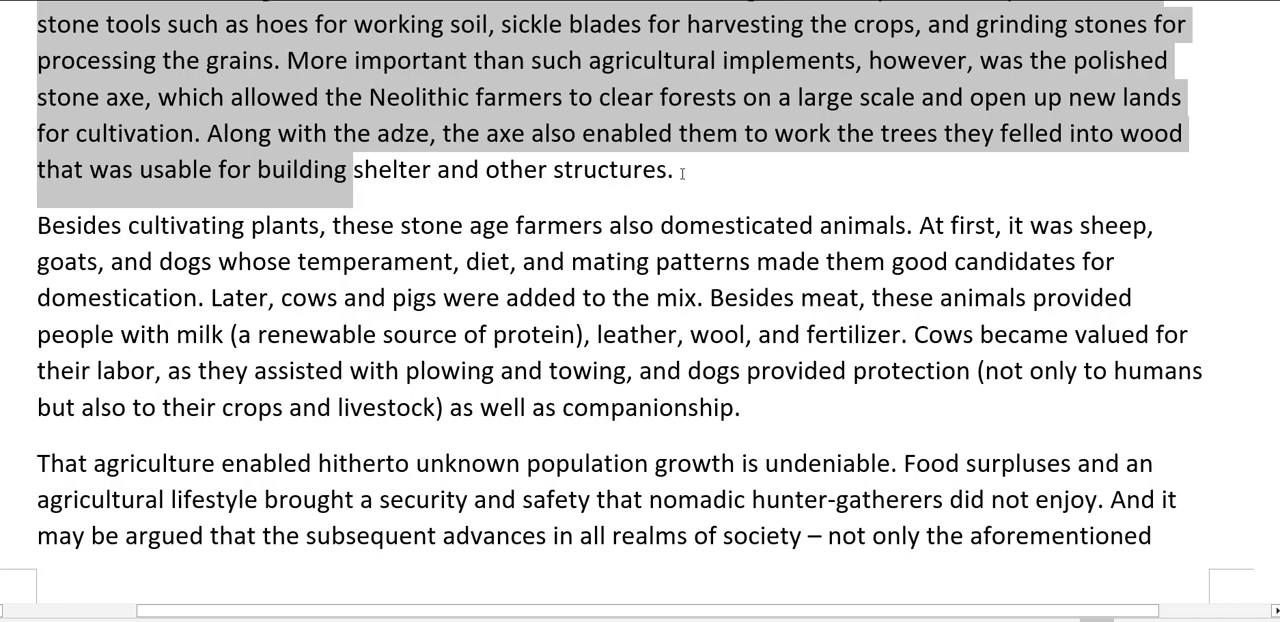 stone tools such as hoes for working soil, sickle blades for harvesting the crops, and grinding stones for
processing the grains. More important than such agricultural implements, however, was the polished
stone axe, which allowed the Neolithic farmers to clear forests on a large scale and open up new lands
for cultivation. Along with the adze, the axe also enabled them to work the trees they felled into wood
that was usable for building shelter and other structures.
Besides cultivating plants, these stone age farmers also domesticated animals. At first, it was sheep,
goats, and dogs whose temperament, diet, and mating patterns made them good candidates for
domestication. Later, cows and pigs were added to the mix. Besides meat, these animals provided
people with milk (a renewable source of protein), leather, wool, and fertilizer. Cows became valued for
their labor, as they assisted with plowing and towing, and dogs provided protection (not only to humans
but also to their crops and livestock) as well as companionship.
That agriculture enabled hitherto unknown population growth is undeniable. Food surpluses and an
agricultural lifestyle brought a security and safety that nomadic hunter-gatherers did not enjoy. And it
may be argued that the subsequent advances in all realms of society – not only the aforementioned